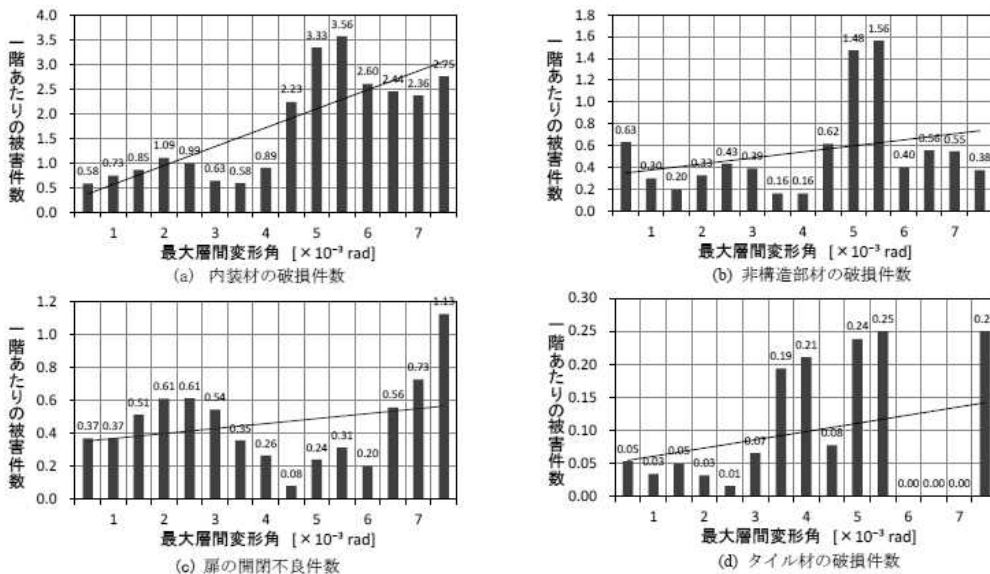 一階あたりの被害件数
4.0
3.5
3.0
2.5
2.0
1.5
1.0
0.5
0.0
0.58 0.73 0.85 1.09 0.99 0.63 0.58 0.89 2.23 3.33 3.56 2.60 2.44 2.36 2.75
1 2 3 4 5 6 7
最大層間変形角 [×10⁻³ rad]
(a) 内装材の破損件数
一階あたりの被害件数
1.8
1.6
1.4
1.2
1.0
0.8
0.6
0.4
0.2
0.0
0.63 0.30 0.20 0.33 0.43 0.39 0.16 0.16 0.62 1.48 1.56 0.40 0.56 0.55 0.38
1 2 3 4 5 6 7
最大層間変形角 [×10⁻³ rad]
(b) 非構造部材の破損件数
一階あたりの被害件数
1.2
1.0
0.8
0.6
0.4
0.2
0.0
0.37 0.37 0.51 0.61 0.61 0.54 0.35 0.26 0.08 0.24 0.31 0.20 0.56 0.73 1.13
1 2 3 4 5 6 7
最大層間変形角 [×10⁻³ rad]
(c) 扉の開閉不良件数
一階あたりの被害件数
0.30
0.25
0.20
0.15
0.10
0.05
0.00
0.05 0.03 0.05 0.03 0.01 0.07 0.19 0.21 0.08 0.24 0.25 0.00 0.00 0.00
1 2 3 4 5 6 7
最大層間変形角 [×10⁻³ rad]
(d) タイル材の破損件数